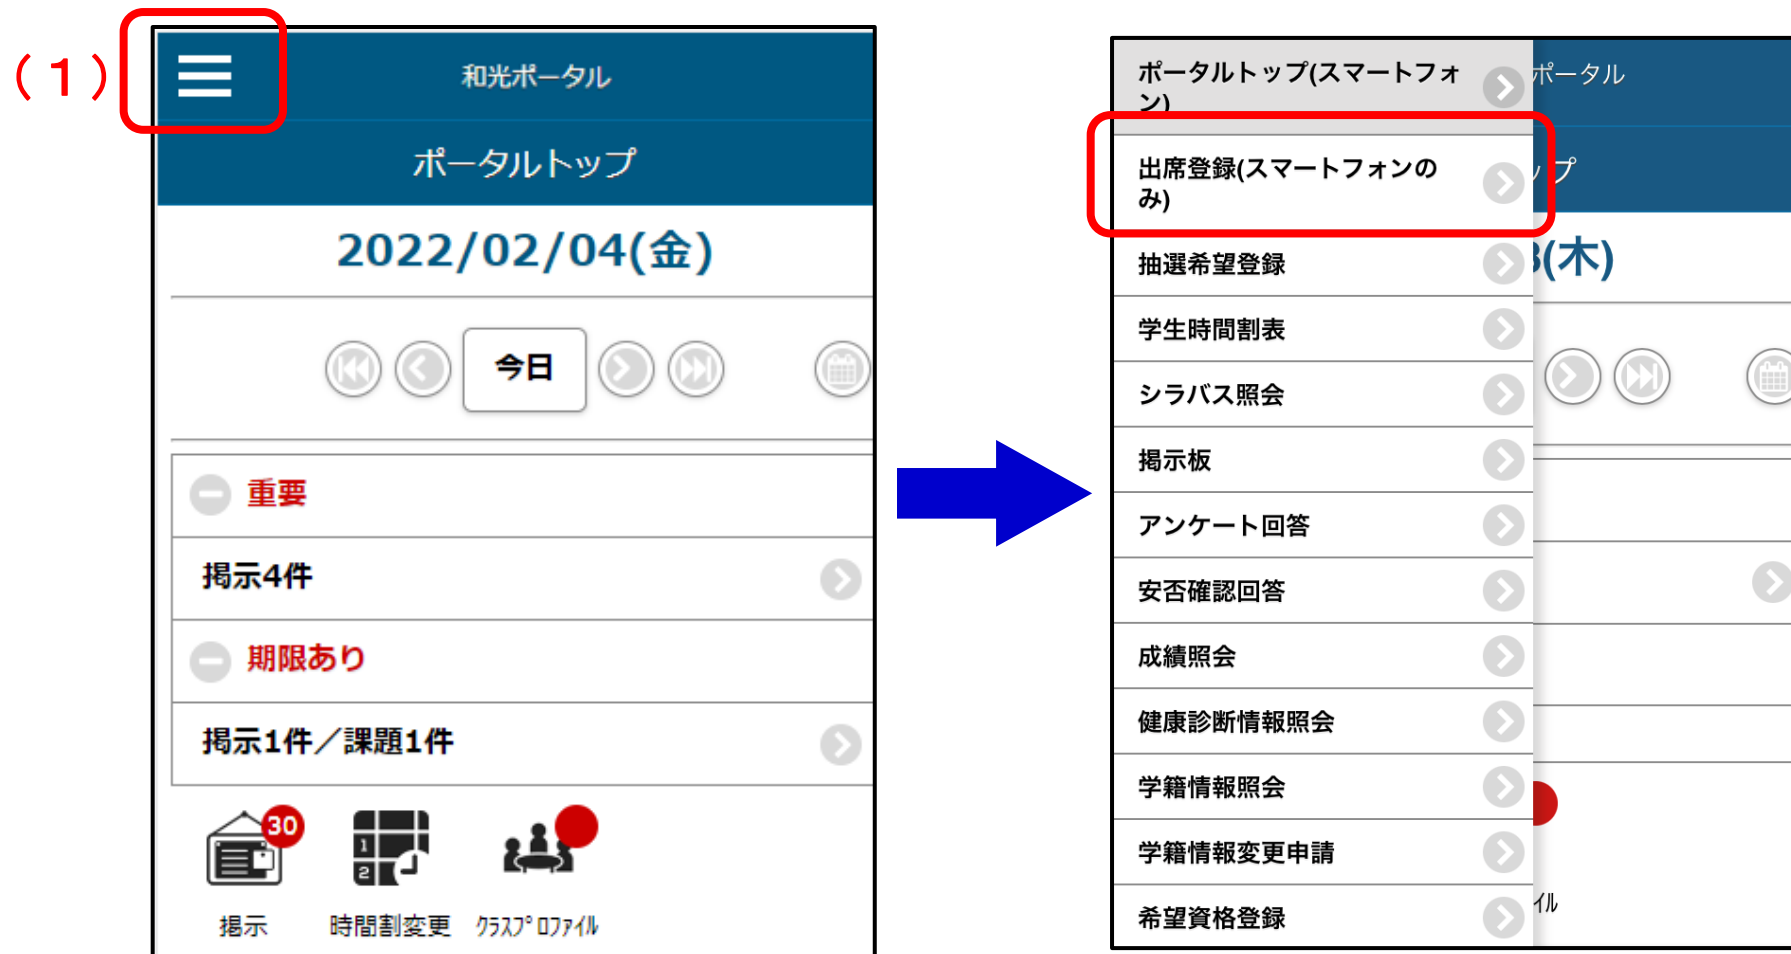 （１）
和光ポータル
ポータルトップ
2022/02/04(金)
今日
重要
掲示4件
期限あり
掲示1件／課題1件
30
1
2
掲示
時間割変更
ｸﾗｽﾌﾟﾛﾌｧｲﾙ
ポータルトップ(スマートフォ
ン)
出席登録(スマートフォンの
み)
抽選希望登録
学生時間割表
シラバス照会
掲示板
アンケート回答
安否確認回答
成績照会
健康診断情報照会
学籍情報照会
学籍情報変更申請
希望資格登録
ポータル
ップ
(木)
ｲﾙ